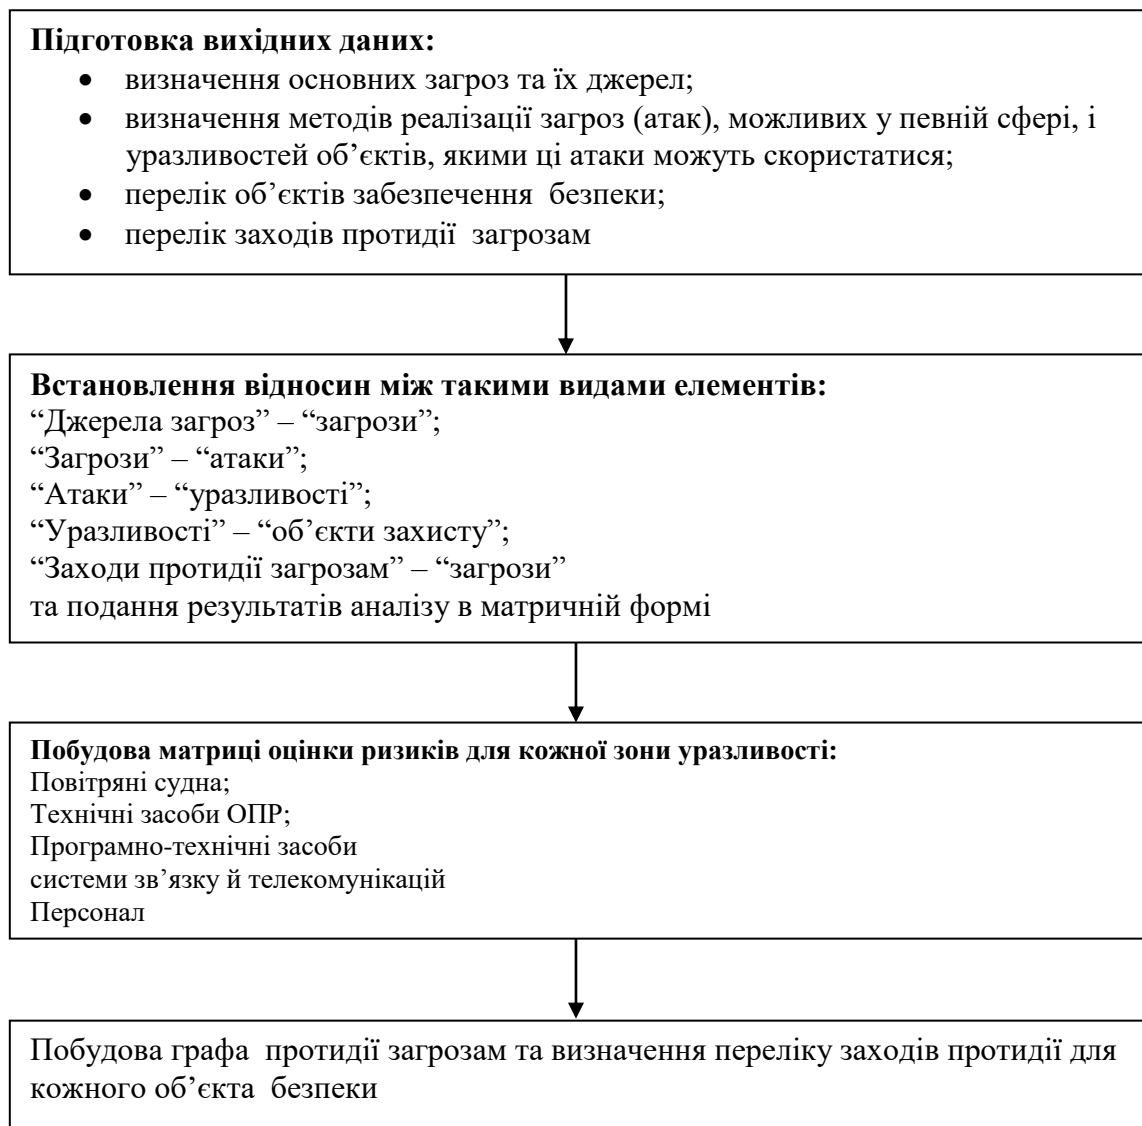 Підготовка вихідних даних:
• визначення основних загроз та їх джерел;
• визначення методів реалізації загроз (атак), можливих у певній сфері, і
уразливостей об’єктів, якими ці атаки можуть скористатися;
• перелік об’єктів забезпечення безпеки;
• перелік заходів протидії загрозам
Встановлення відносин між такими видами елементів:
“Джерела загроз” – “загрози”;
“Загрози” – “атаки”;
“Атаки” – “уразливості”;
“Уразливості” – “об’єкти захисту”;
“Заходи протидії загрозам” – “загрози”
та подання результатів аналізу в матричній формі
Побудова матриці оцінки ризиків для кожної зони уразливості:
Повітряні судна;
Технічні засоби ОПР;
Програмно-технічні засоби
системи зв’язку й телекомунікацій
Персонал
Побудова графа протидії загрозам та визначення переліку заходів протидії для
кожного об’єкта безпеки